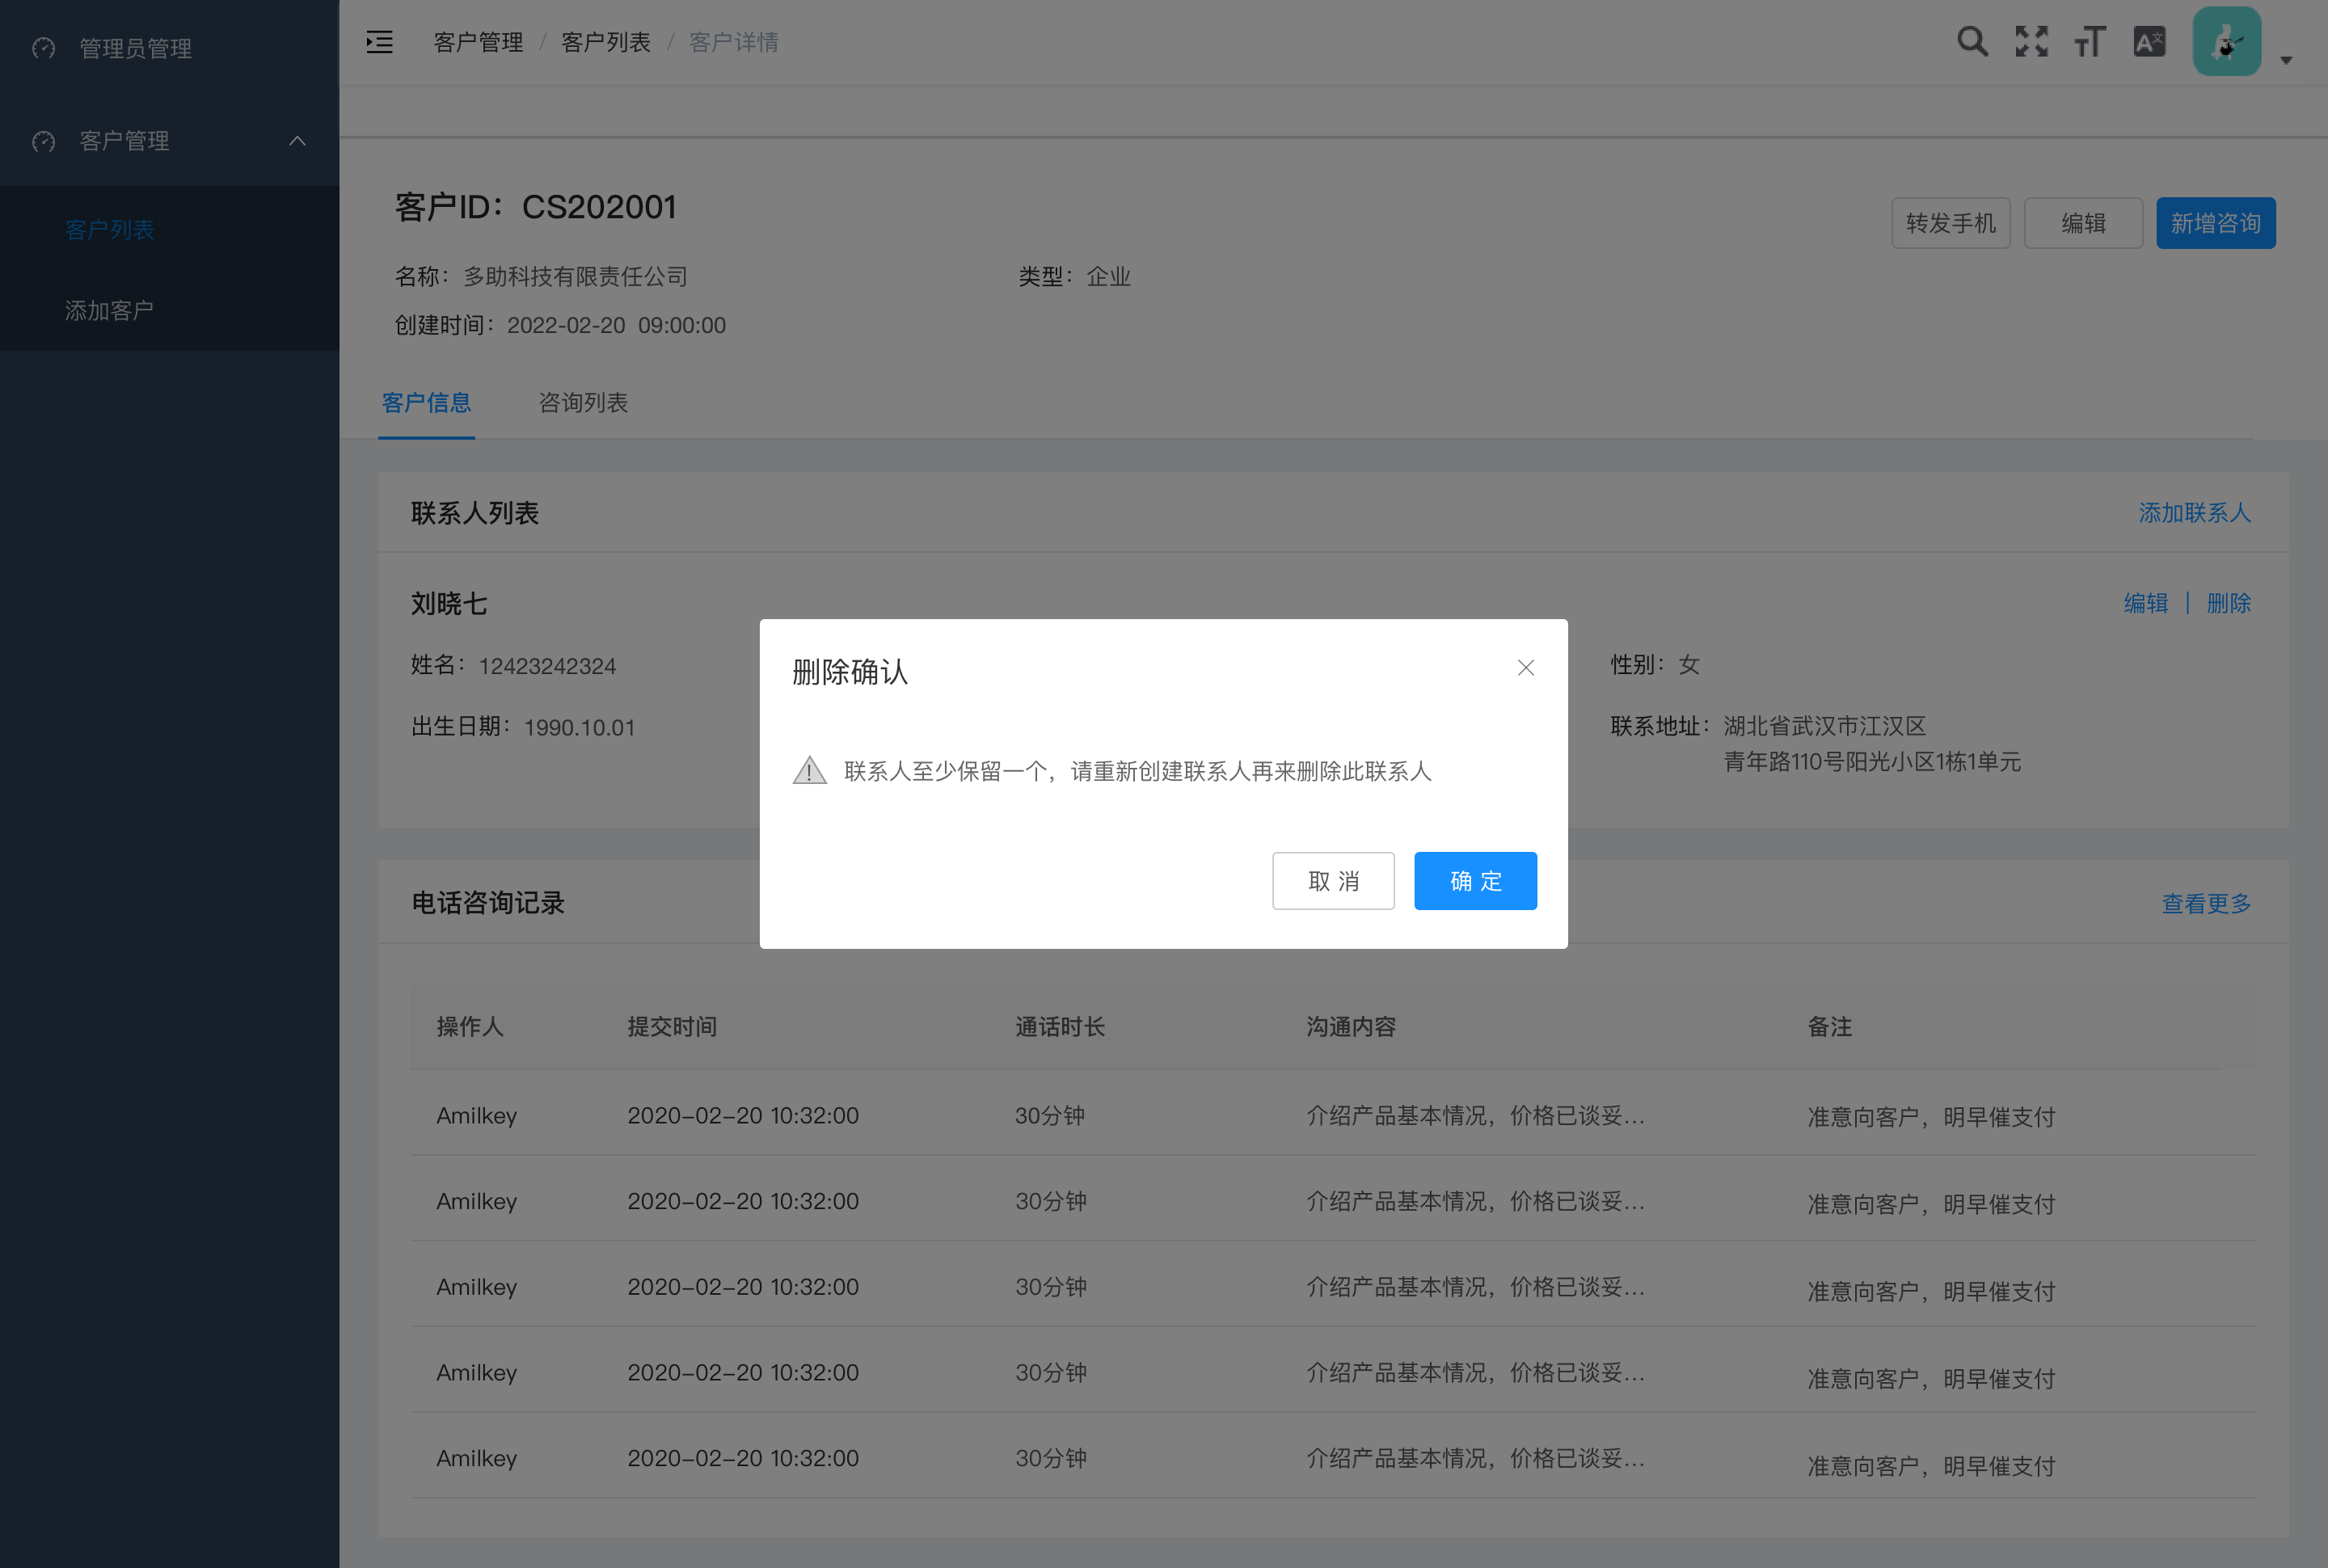 管理员管理
客户管理
客户列表
添加客户
客户管理 / 客户列表 / 客户详情
客户ID：CS202001
转发手机 编辑 新增咨询
名称：多助科技有限责任公司 类型：企业
创建时间：2022-02-20 09:00:00
客户信息 咨询列表
联系人列表 添加联系人
刘晓七 编辑 | 删除
姓名：12423242324 性别：女
出生日期：1990.10.01 联系地址：湖北省武汉市江汉区
青年路110号阳光小区1栋1单元
删除确认
联系人至少保留一个，请重新创建联系人再来删除此联系人
取 消 确 定
电话咨询记录 查看更多
操作人 提交时间 通话时长 沟通内容 备注
Amilkey 2020-02-20 10:32:00 30分钟 介绍产品基本情况，价格已谈妥... 准意向客户，明早催支付
Amilkey 2020-02-20 10:32:00 30分钟 介绍产品基本情况，价格已谈妥... 准意向客户，明早催支付
Amilkey 2020-02-20 10:32:00 30分钟 介绍产品基本情况，价格已谈妥... 准意向客户，明早催支付
Amilkey 2020-02-20 10:32:00 30分钟 介绍产品基本情况，价格已谈妥... 准意向客户，明早催支付
Amilkey 2020-02-20 10:32:00 30分钟 介绍产品基本情况，价格已谈妥... 准意向客户，明早催支付